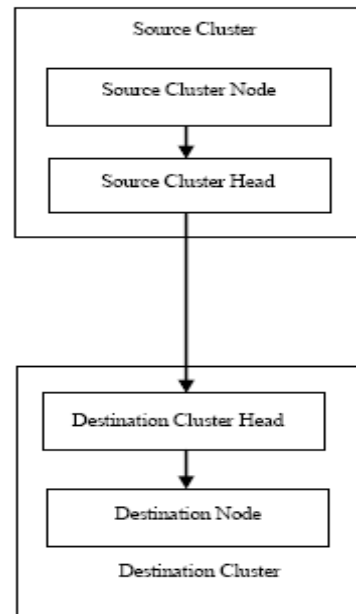 Source Cluster
Source Cluster Node
Source Cluster Head
Destination Cluster Head
Destination Node
Destination Cluster